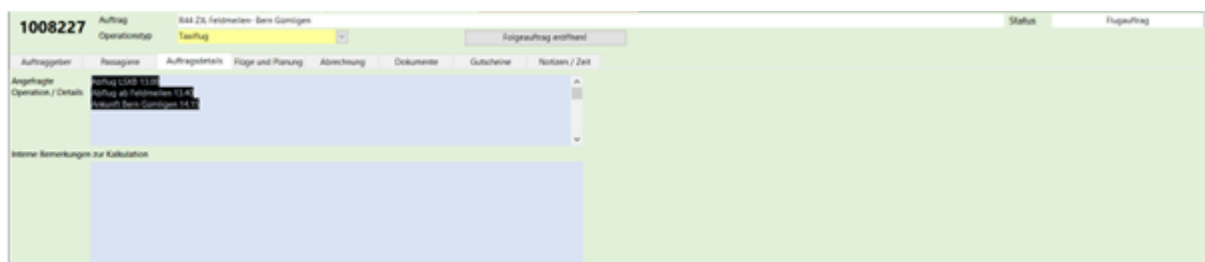 1008227
Auftrag
R44 ZIL Feldmeilen- Bern Gümligen
Status
Flugauftrag
Operationstyp
Taxiflug
Folgeauftrag eröffnen!
Auftraggeber
Passagiere
Auftragsdetails
Flüge und Planung
Abrechnung
Dokumente
Gutscheine
Notizen / Zeit
Angefragte
Operation / Details
Abflug LSXB 13.00
Abflug ab Feldmeilen 13.40
Ankunft Bern Gümligen 14.15
Interne Bemerkungen zur Kalkulation